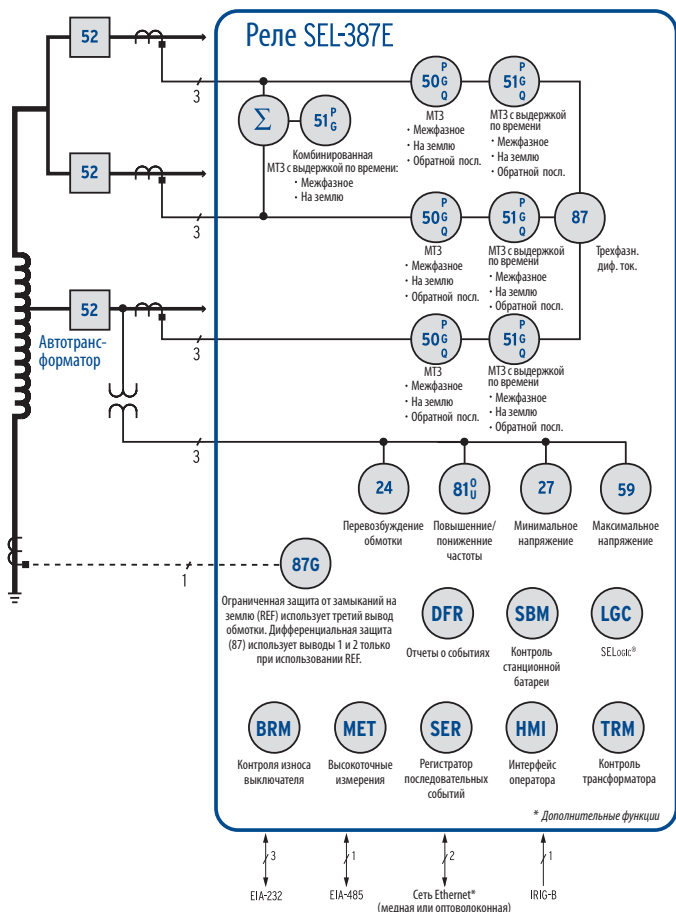 Реле SEL-387E
52
3
50 P G Q
51 P G Q
МТЗ
· Межфазное
· На землю
· Обратной посл.
МТЗ с выдержкой
по времени
· Межфазное
· На землю
· Обратной посл.
Σ
51 P G
Комбинированная
МТЗ с выдержкой по времени:
· Межфазное
· На землю
52
3
50 P G Q
51 P G Q
87
МТЗ
· Межфазное
· На землю
· Обратной посл.
МТЗ с выдержкой
по времени
· Межфазное
· На землю
· Обратной посл.
Трехфазн.
диф. ток.
52
Автотранс-
форматор
3
50 P G Q
51 P G Q
МТЗ
· Межфазное
· На землю
· Обратной посл.
МТЗ с выдержкой
по времени
· Межфазное
· На землю
· Обратной посл.
3
24
81 O U
27
59
Перевозбуждение
обмотки
Повышение/
понижение
частоты
Минимальное
напряжение
Максимальное
напряжение
1
87G
Ограниченная защита от замыканий на
землю (REF) использует третий вывод
обмотки. Дифференциальная защита
(87) использует выводы 1 и 2 только
при использовании REF.
DFR
SBM
LGC
Отчеты о событиях
Контроль
станционной
батареи
SELOGIC®
BRM
MET
SER
HMI
TRM
Контроля износа
выключателя
Высокоточные
измерения
Регистратор
последовательных
событий
Интерфейс
оператора
Контроль
трансформатора
* Дополнительные функции
3
1
2
1
EIA-232
EIA-485
Сеть Ethernet*
(медная или оптоволоконная)
IRIG-B